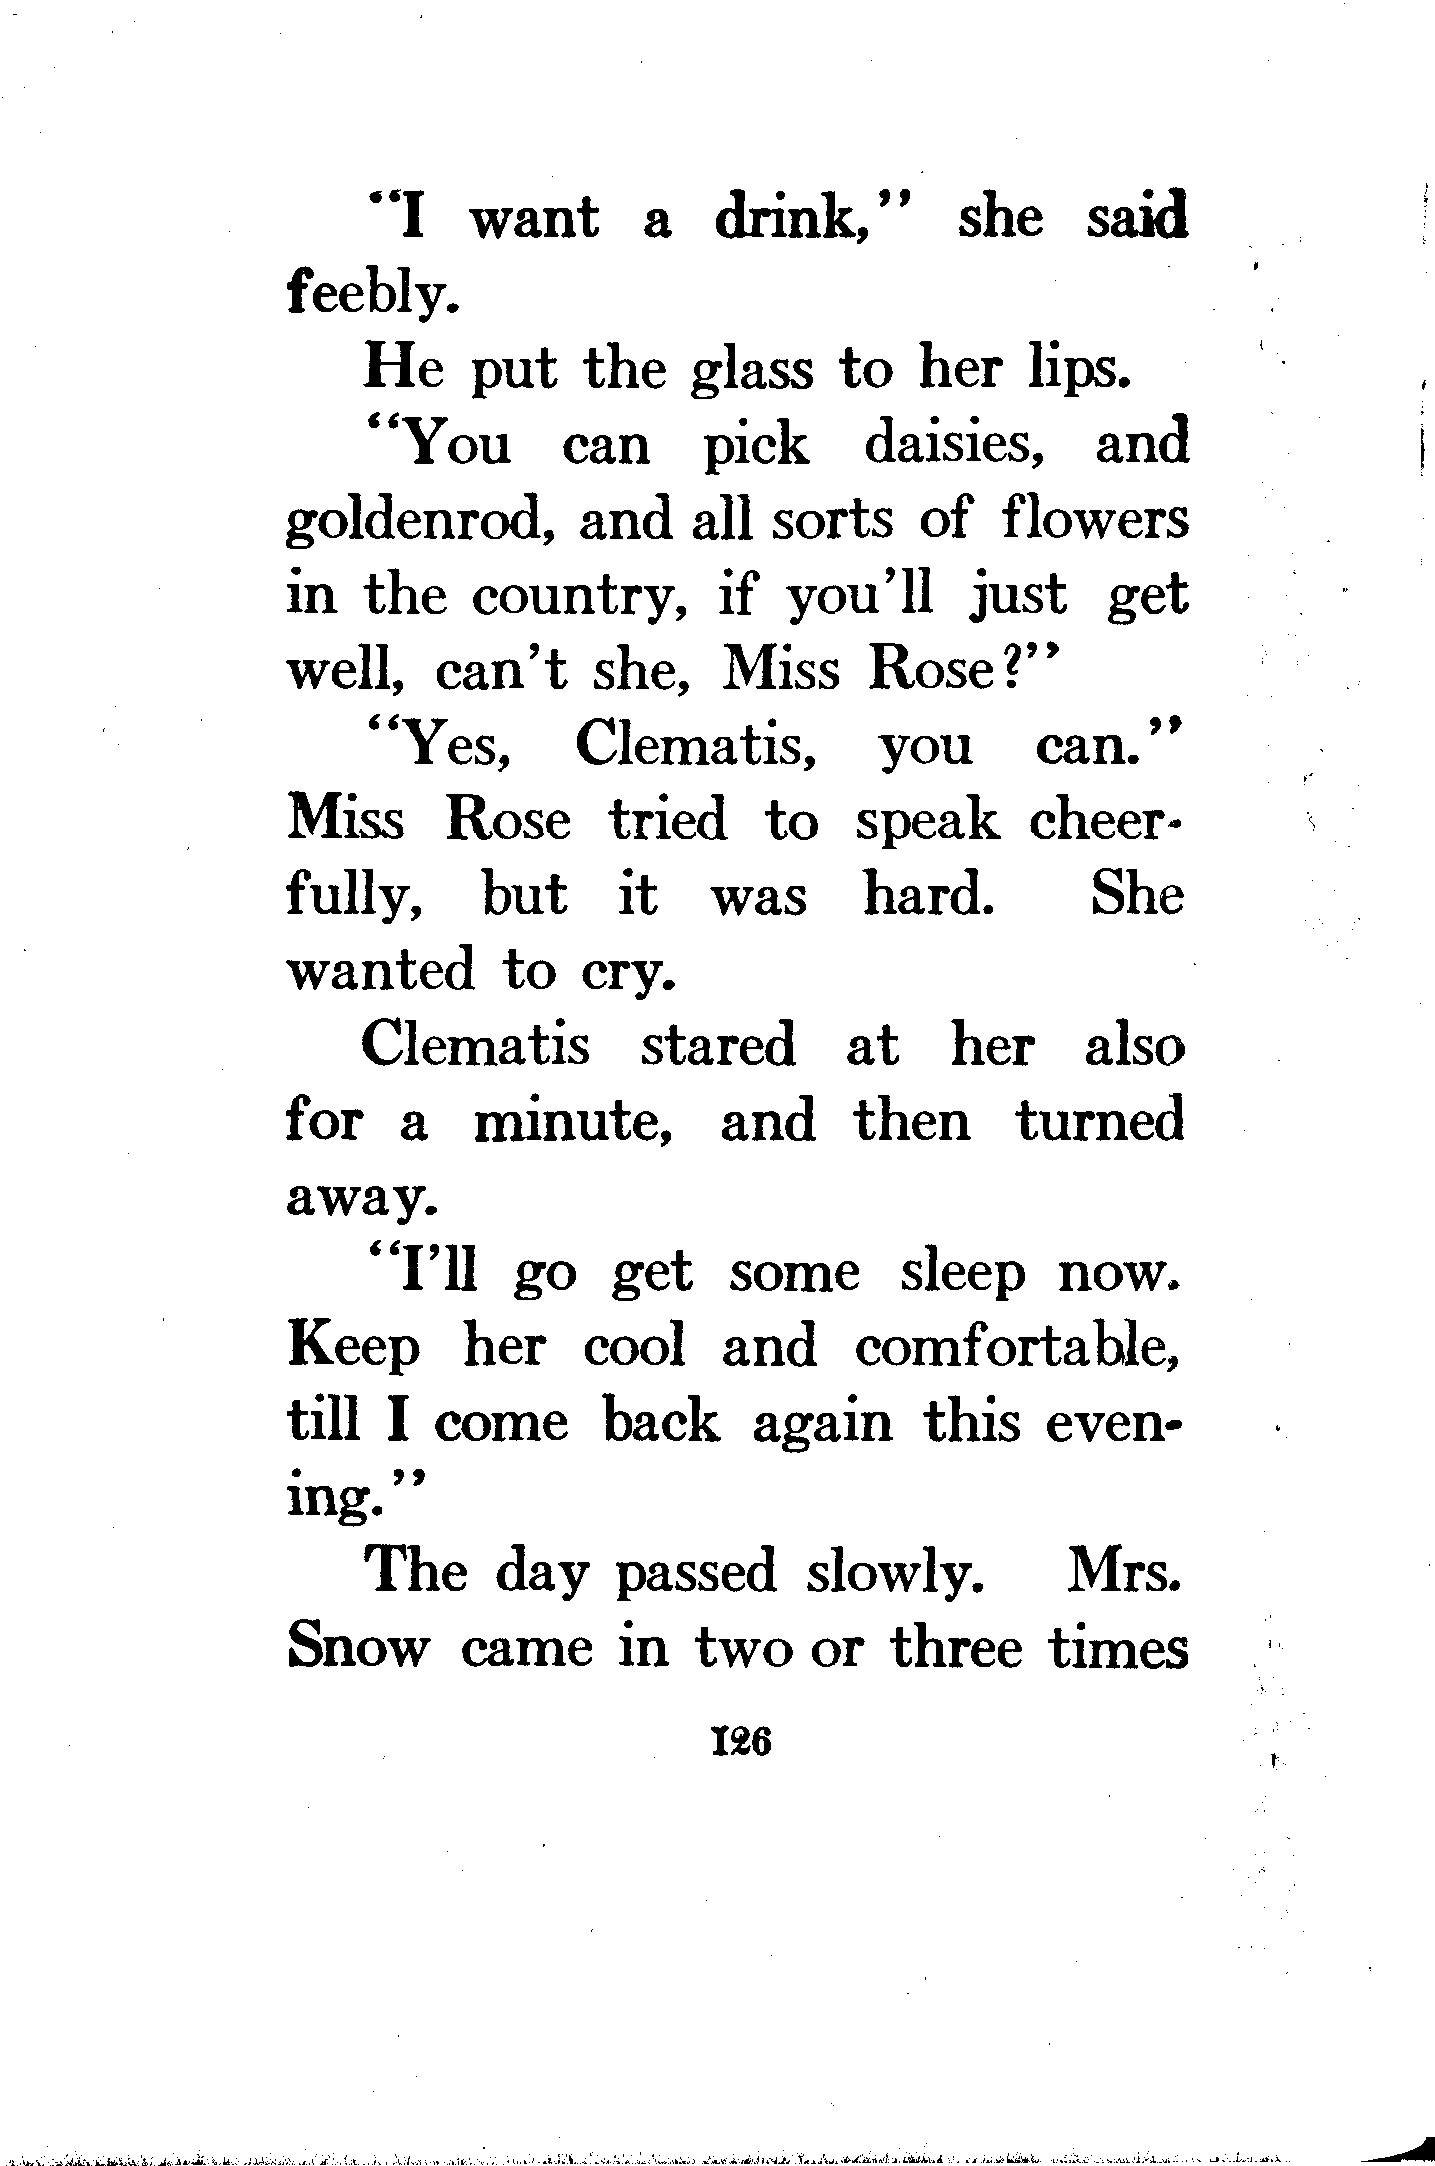 “I want a drink,” she said
feebly.
He put the glass to her lips.
“You can pick daisies, and
goldenrod, and all sorts of flowers
in the country, if you’ll just get
well, can’t she, Miss Rose?”
“Yes, Clematis, you can.”
Miss Rose tried to speak cheer-
fully, but it was hard. She
wanted to cry.
Clematis stared at her also
for a minute, and then turned
away.
“I’ll go get some sleep now.
Keep her cool and comfortable,
till I come back again this even-
ing.”
The day passed slowly. Mrs.
Snow came in two or three times
126